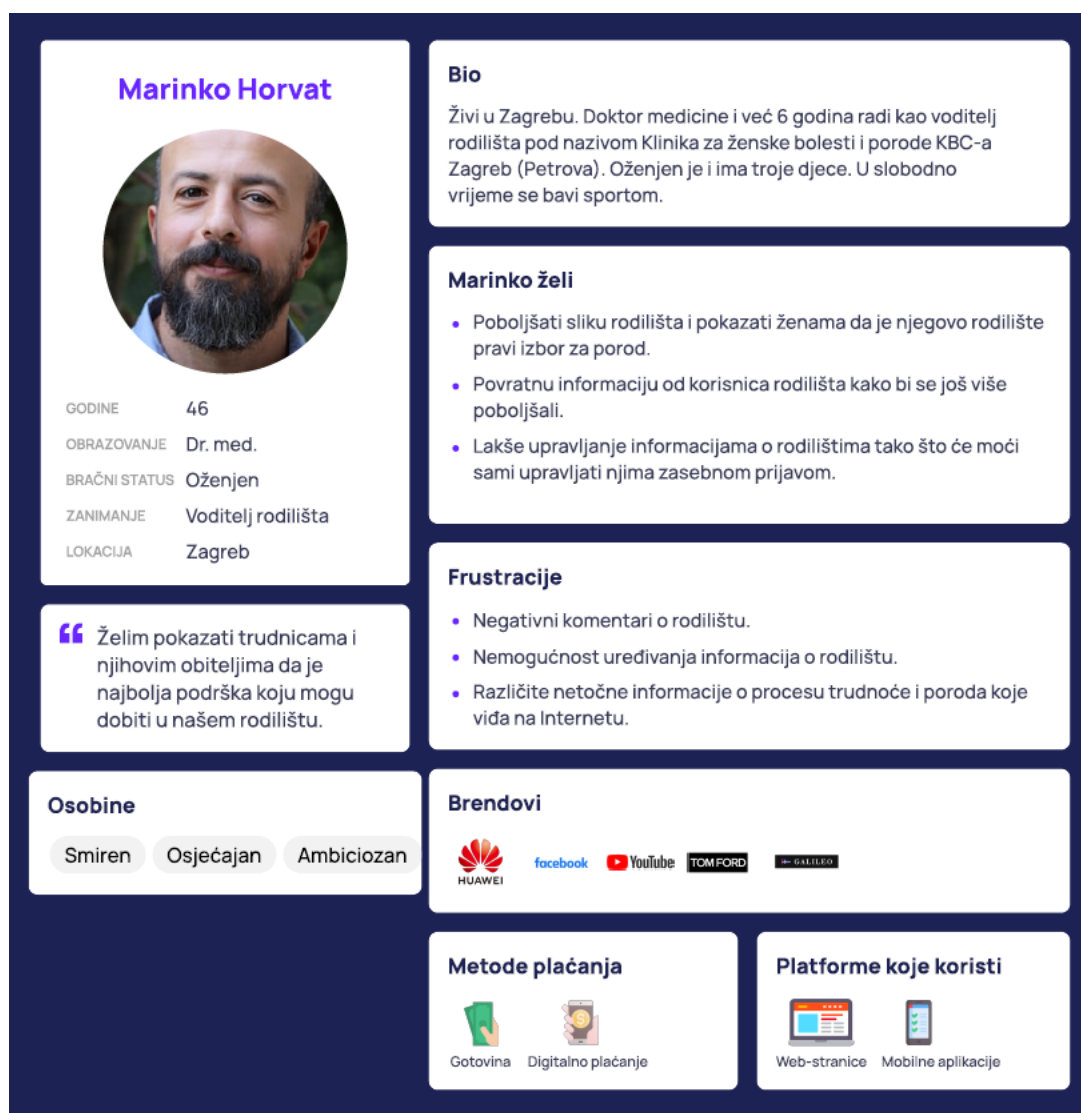 Marinko Horvat
GODINE 46
OBRAZOVANJE Dr. med.
BRAČNI STATUS Oženjen
ZANIMANJE Voditelj rodilišta
LOKACIJA Zagreb
“ Želim pokazati trudnicama i
njihovim obiteljima da je
najbolja podrška koju mogu
dobiti u našem rodilištu.
Osobine
Smiren Osjećajan Ambiciozan
Bio
Živi u Zagrebu. Doktor medicine i već 6 godina radi kao voditelj
rodilišta pod nazivom Klinika za ženske bolesti i porode KBC-a
Zagreb (Petrova). Oženjen je i ima troje djece. U slobodno
vrijeme se bavi sportom.
Marinko želi
• Poboljšati sliku rodilišta i pokazati ženama da je njegovo rodilište
pravi izbor za porod.
• Povratnu informaciju od korisnica rodilišta kako bi se još više
poboljšali.
• Lakše upravljanje informacijama o rodilištima tako što će moći
sami upravljati njima zasebnom prijavom.
Frustracije
• Negativni komentari o rodilištu.
• Nemogućnost uređivanja informacija o rodilištu.
• Različite netočne informacije o procesu trudnoće i poroda koje
viđa na Internetu.
Brendovi
HUAWEI facebook YouTube TOM FORD GALILEO
Metode plaćanja
Gotovina Digitalno plaćanje
Platforme koje koristi
Web-stranice Mobilne aplikacije